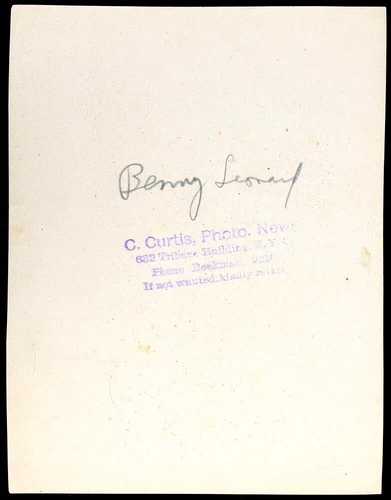 Benny Leonard
C. Curtis, Photo. News
632 Tribune Building, N. Y.
Phone Beekman
If not wanted, kindly return.